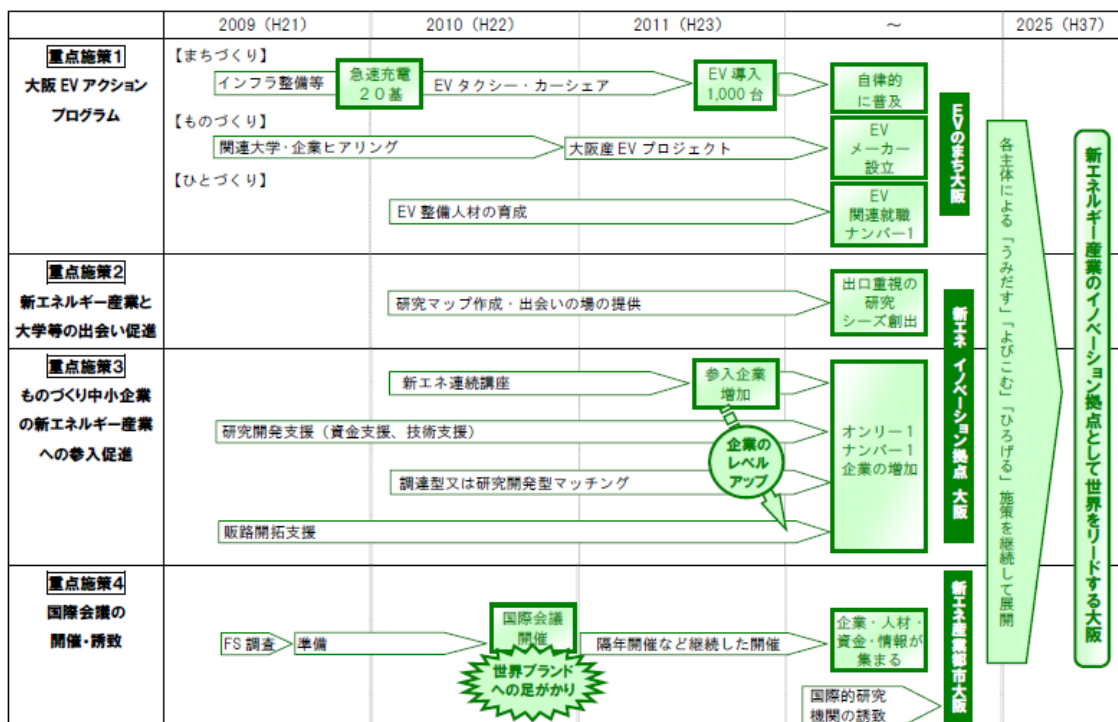 2009（H21）
2010（H22）
2011（H23）
～
2025（H37）
重点施策1
大阪 EV アクション
プログラム
【まちづくり】
インフラ整備等
急速充電
２０基
EV タクシー・カーシェア
EV 導入
1,000 台
自律的
に普及
【ものづくり】
関連大学・企業ヒアリング
大阪産EV プロジェクト
EV
メーカー
設立
【ひとづくり】
EV 整備人材の育成
EV
関連就職
ナンバー1
EVのまち大阪
重点施策2
新エネルギー産業と
大学等の出会い促進
研究マップ作成・出会いの場の提供
出口重視の
研究
シーズ創出
重点施策3
ものづくり中小企業
の新エネルギー産業
への参入促進
新エネ連続講座
参入企業
増加
研究開発支援（資金支援、技術支援）
企業の
レベル
アップ
調達型又は研究開発型マッチング
販路開拓支援
オンリー1
ナンバー1
企業の増加
新エネ イノベーション拠点 大阪
重点施策4
国際会議の
開催・誘致
FS 調査
準備
国際会議
開催
世界ブランド
への足がかり
隔年開催など継続した開催
企業・人材・
資金・情報が
集まる
国際的研究
機関の誘致
新エネ産業都市大阪
各主体による「うみだす」「よびこむ」「ひろげる」施策を継続して展開
新エネルギー産業のイノベーション拠点として世界をリードする大阪